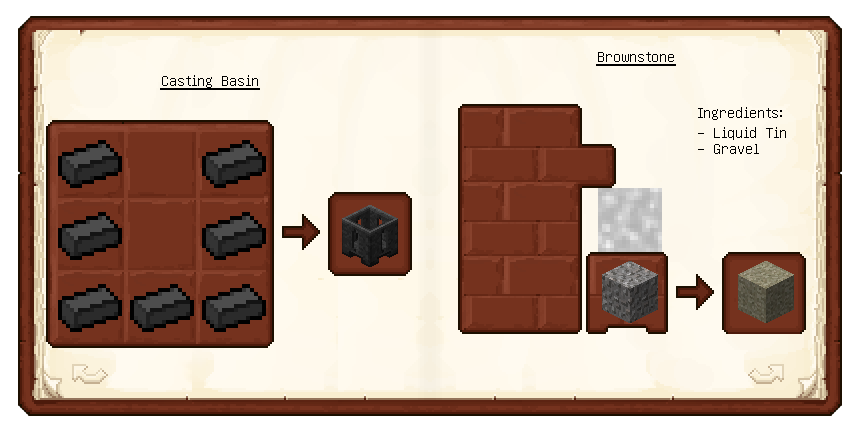 Casting Basin
Brownstone
Ingredients:
- Liquid Tin
- Gravel